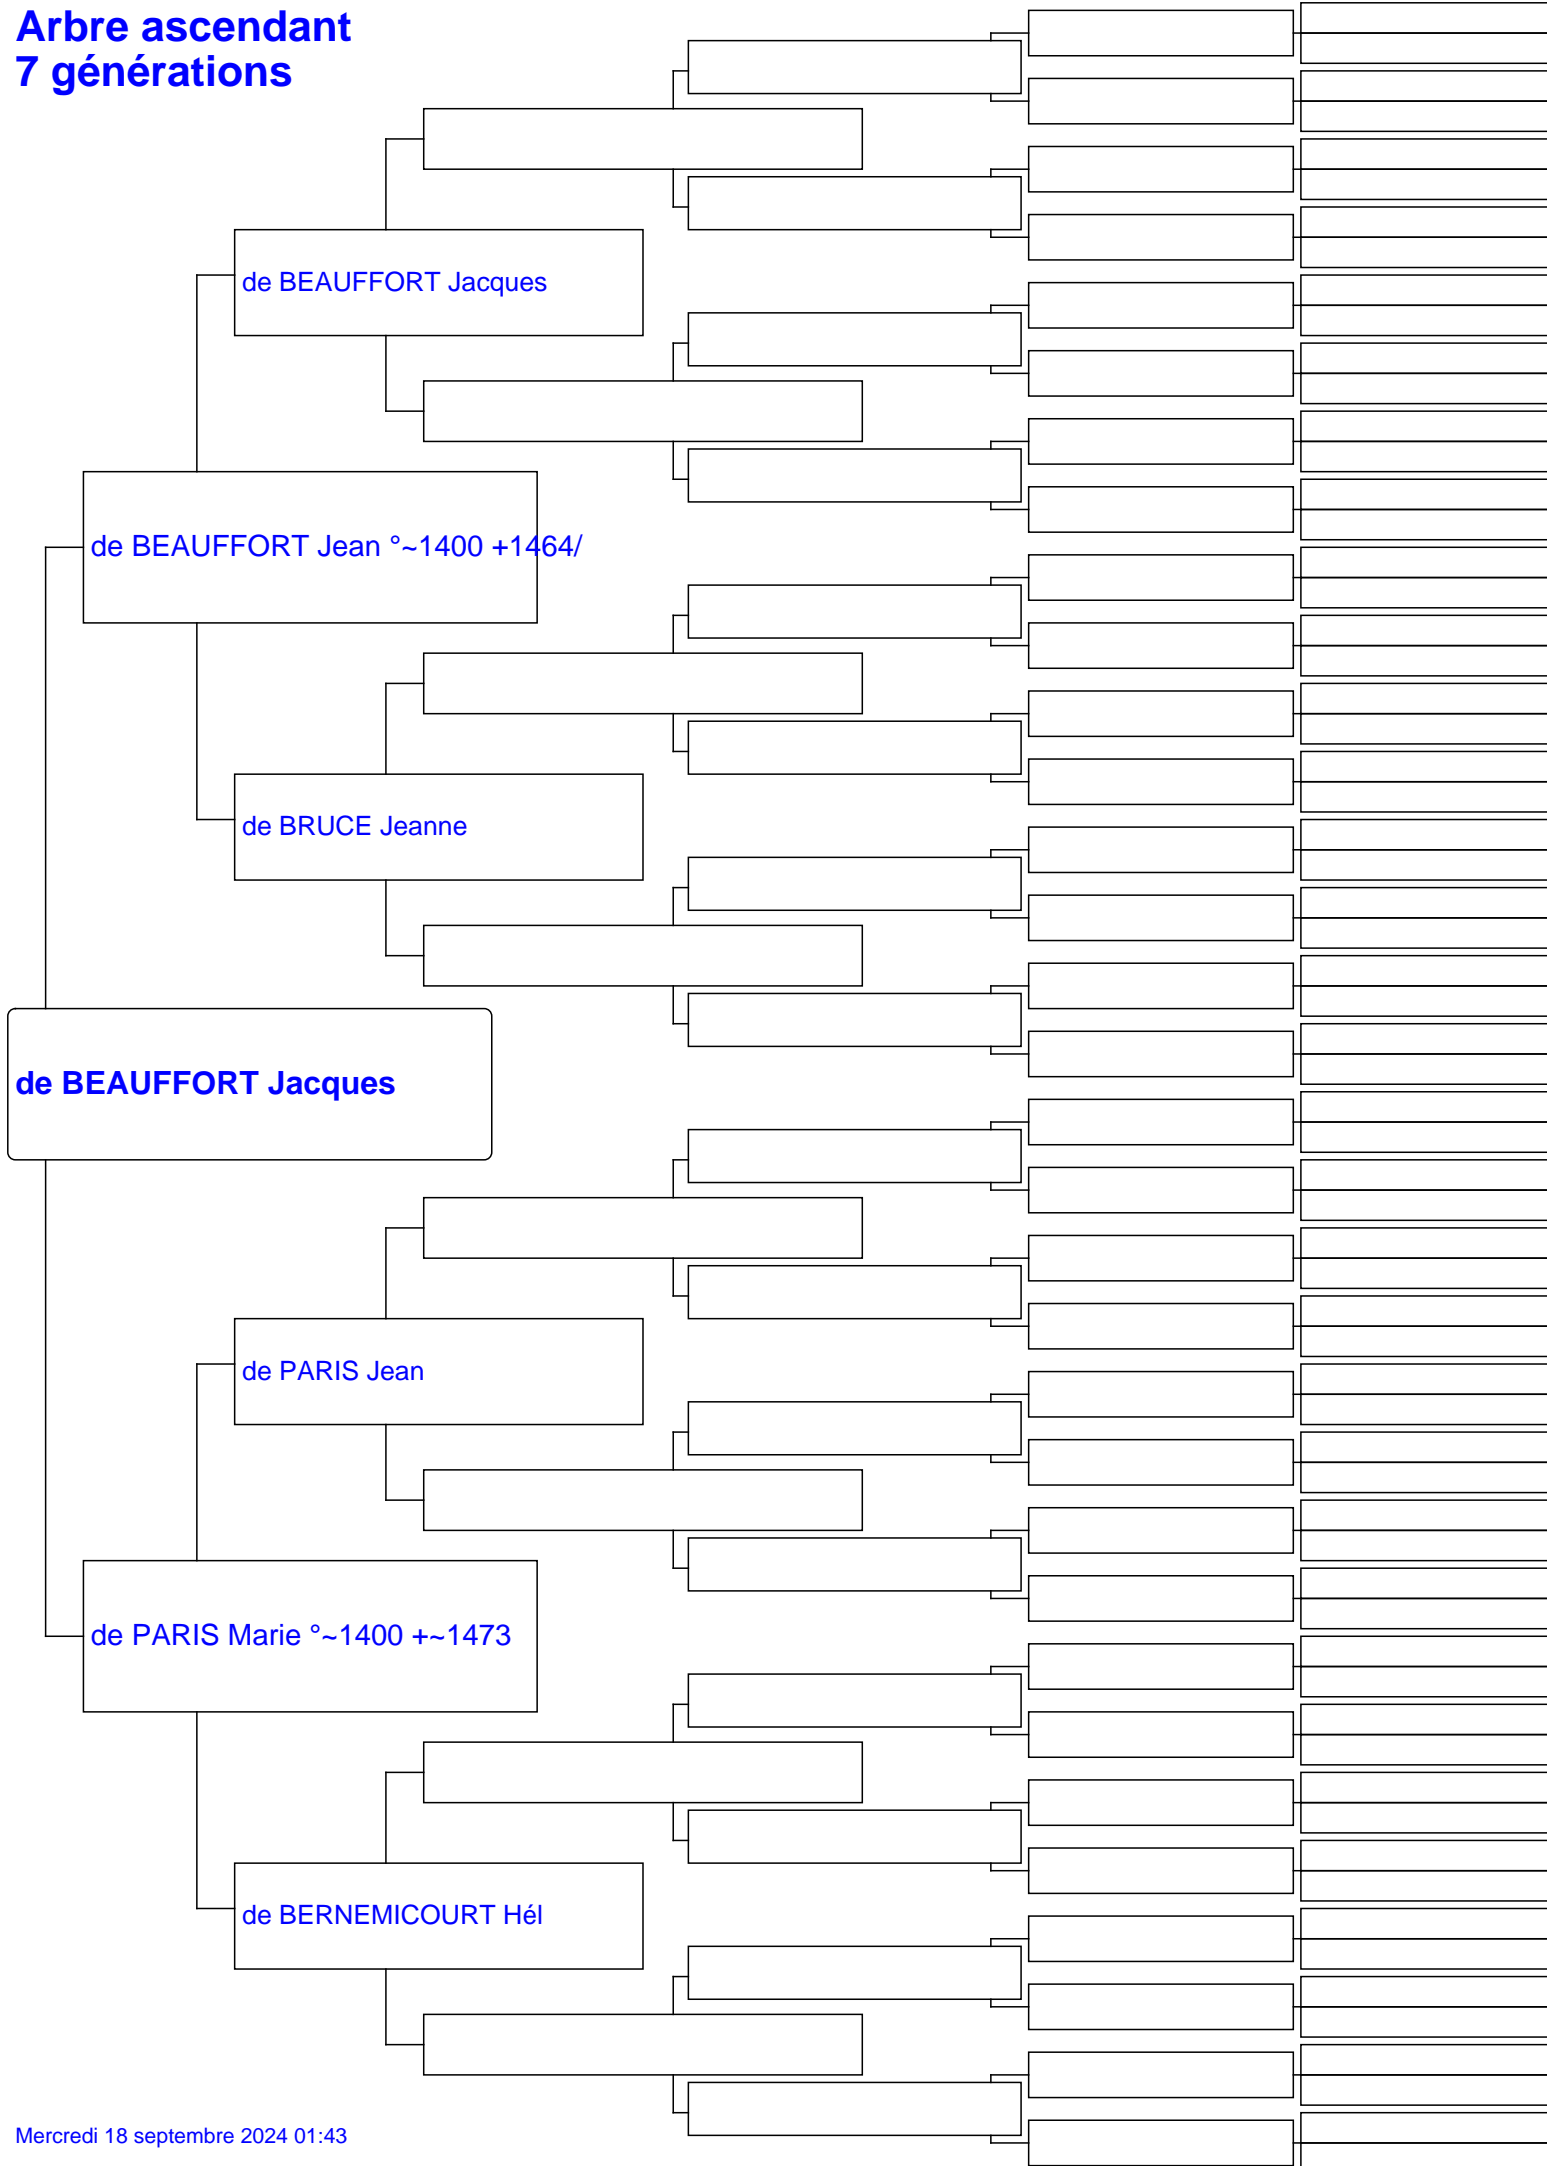 Arbre ascendant
7 générations
de BEAUFFORT Jacques
de BEAUFFORT Jean °~1400 +1464/
de BRUCE Jeanne
de BEAUFFORT Jacques
de PARIS Jean
de PARIS Marie °~1400 +~1473
de BERNEMICOURT Hél
Mercredi 18 septembre 2024 01:43